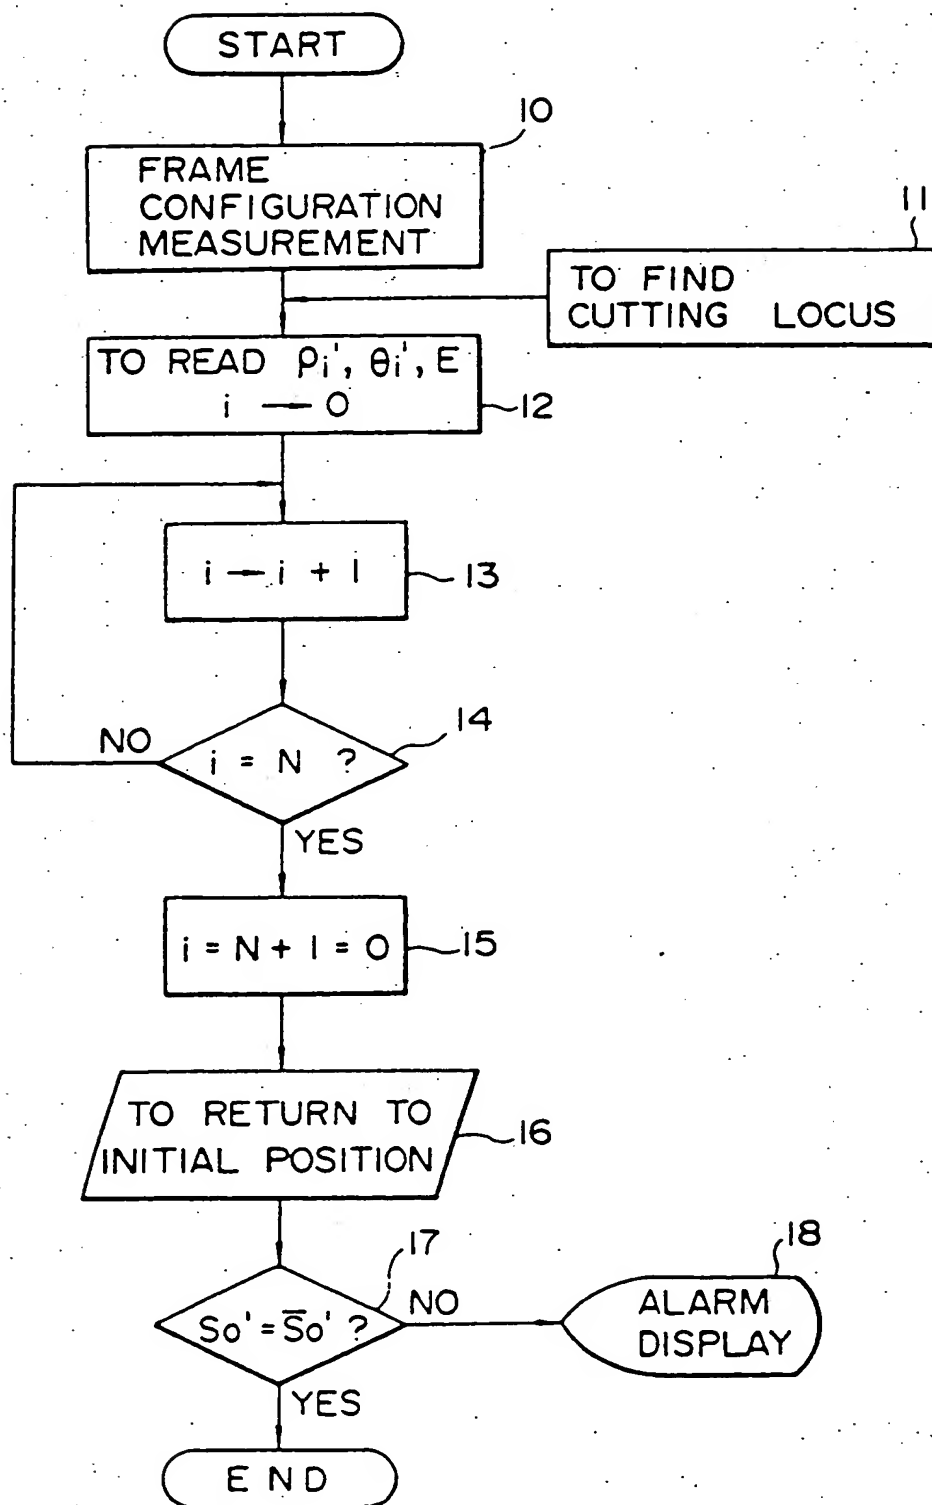 START
10
FRAME
CONFIGURATION
MEASUREMENT
11
TO FIND
CUTTING LOCUS
TO READ ρi', θi', E
i → 0
12
i → i + 1
13
14
NO
i = N ?
YES
i = N + 1 = 0
15
TO RETURN TO
INITIAL POSITION
16
17
So' = S̅o' ?
NO
18
ALARM
DISPLAY
YES
END